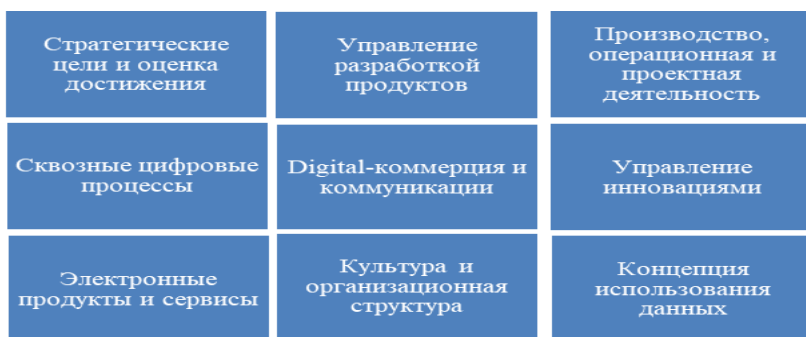 Стратегические
цели и оценка
достижения
Управление
разработкой
продуктов
Производство,
операционная и
проектная
деятельность
Сквозные цифровые
процессы
Digital-коммерция и
коммуникации
Управление
инновациями
Электронные
продукты и сервисы
Культура и
организационная
структура
Концепция
использования
данных